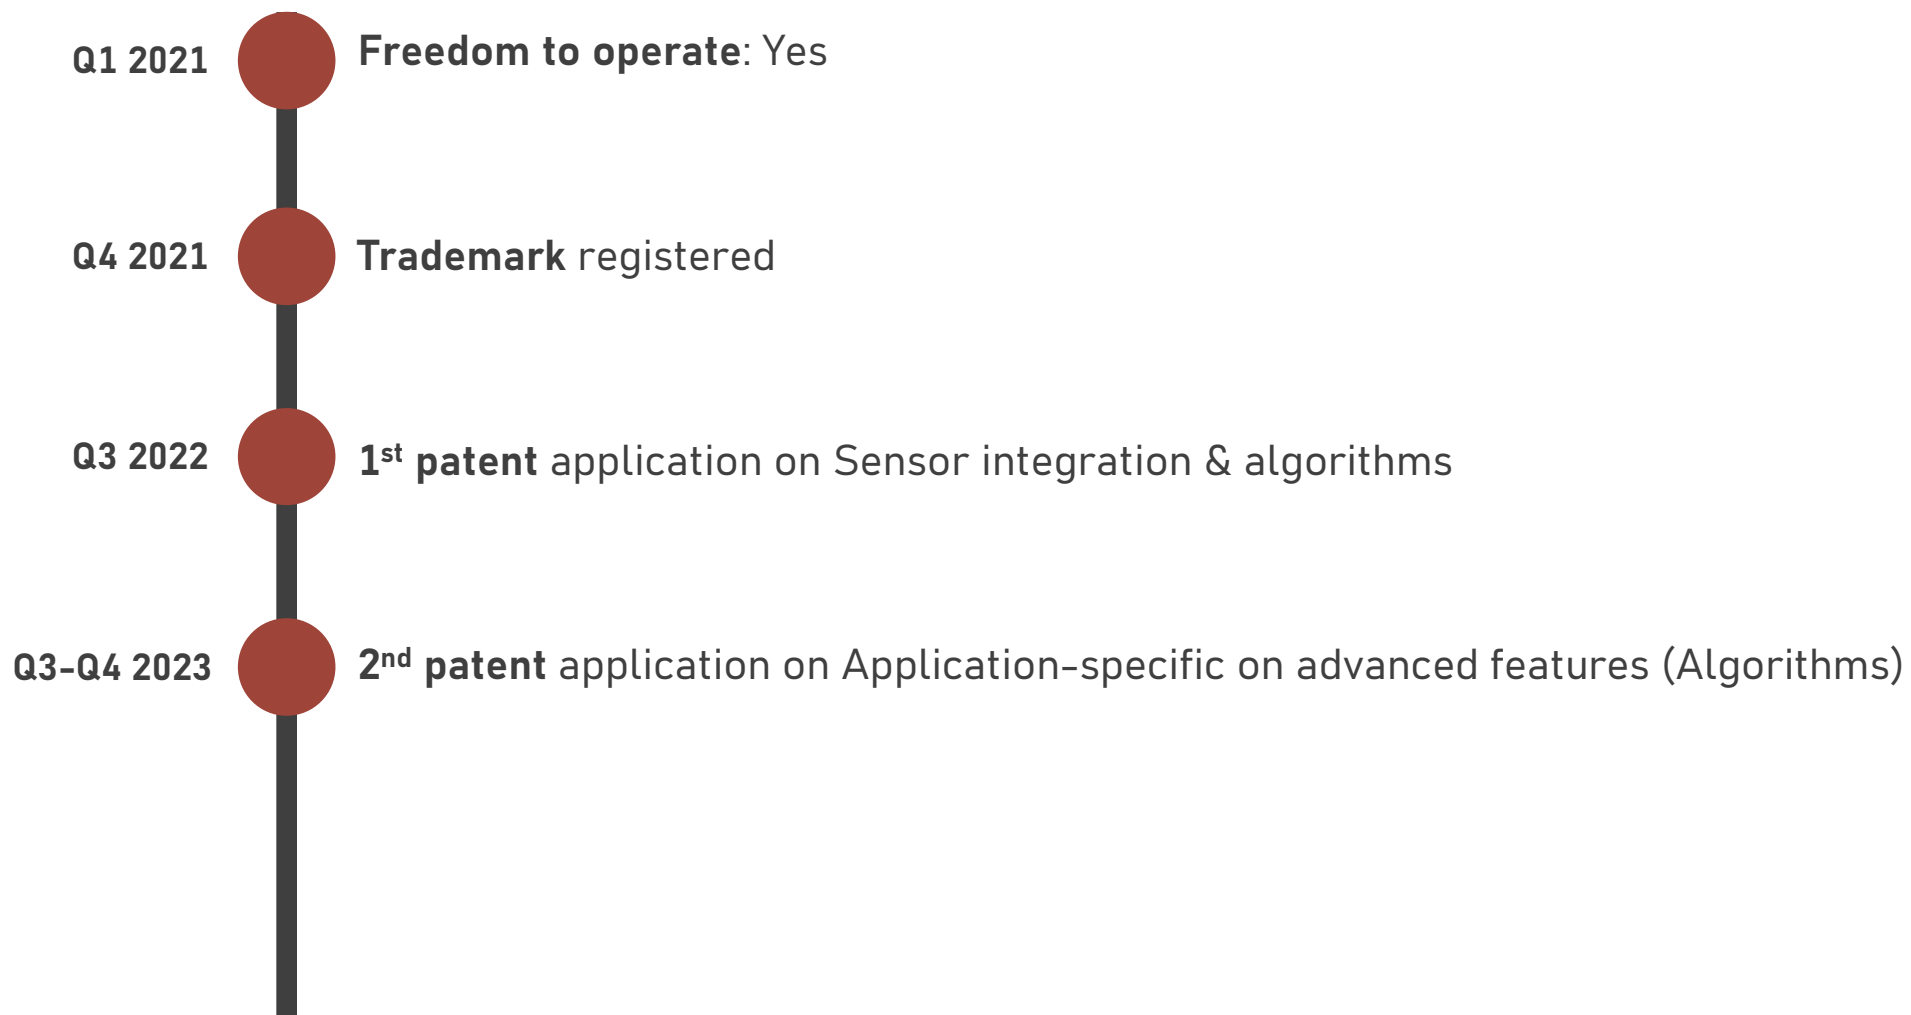 Q1 2021 Freedom to operate: Yes
Q4 2021 Trademark registered
Q3 2022 1st patent application on Sensor integration & algorithms
Q3-Q4 2023 2nd patent application on Application-specific on advanced features (Algorithms)